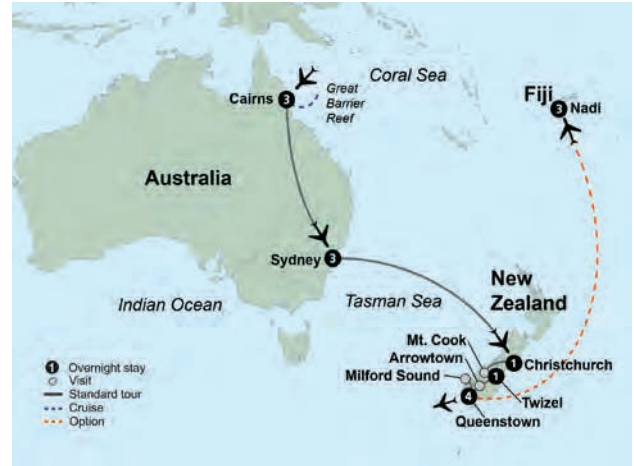 Coral Sea
Great
Barrier
Reef
Cairns 3
Fiji
3 Nadi
Australia
Sydney 3
Indian Ocean
Tasman Sea
New
Zealand
Mt. Cook
Arrowtown
Milford Sound
1 Christchurch
1
Twizel
4
Queenstown
1 Overnight stay
Visit
Standard tour
Cruise
Option